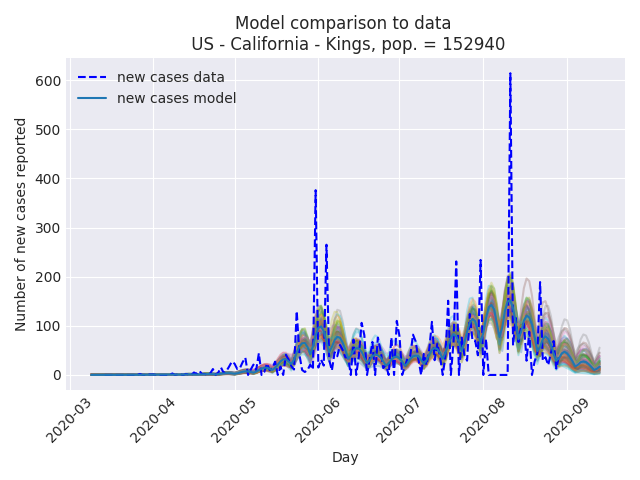 Model comparison to data
US - California - Kings, pop. = 152940
new cases data
new cases model
Number of new cases reported
600
500
400
300
200
100
0
2020-03
2020-04
2020-05
2020-06
2020-07
2020-08
2020-09
Day